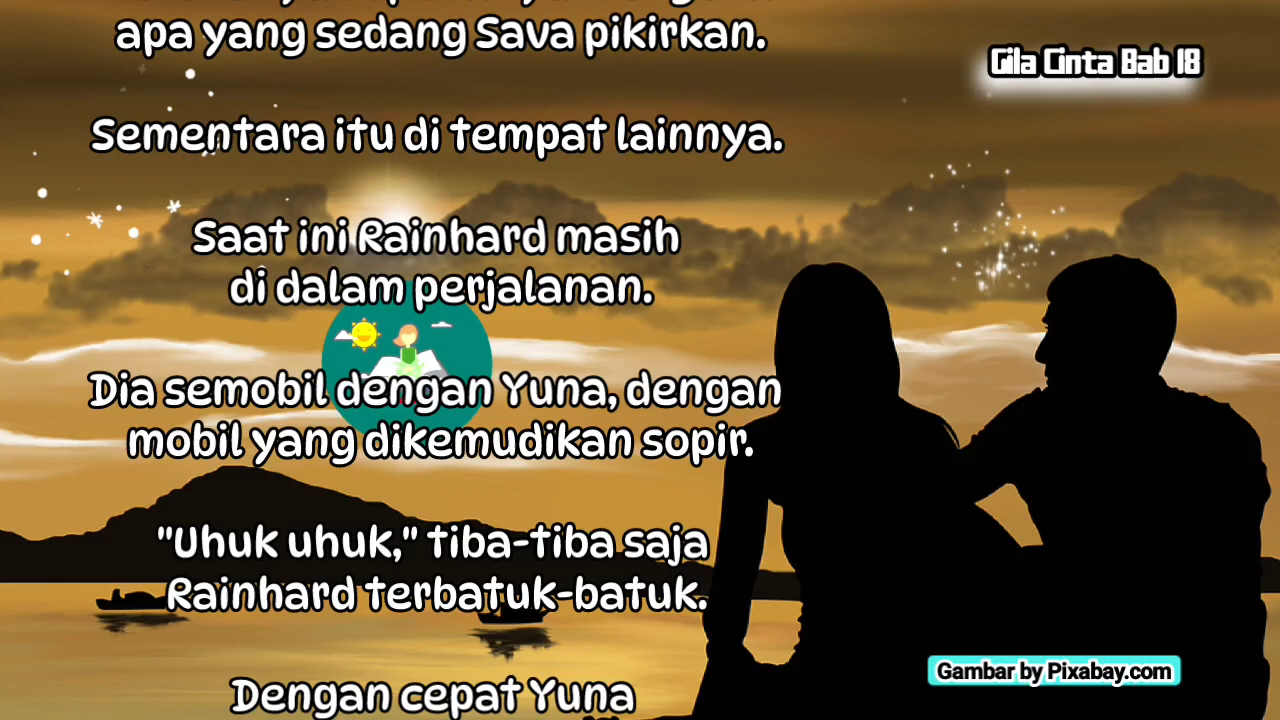 apa yang sedang Sava pikirkan.
Gila Cinta Bab 18
Sementara itu di tempat lainnya.
Saat ini Rainhard masih
di dalam perjalanan.
Dia semobil dengan Yuna, dengan
mobil yang dikemudikan sopir.
"Uhuk uhuk," tiba-tiba saja
Rainhard terbatuk-batuk.
Gambar by Pixabay.com
Dengan cepat Yuna